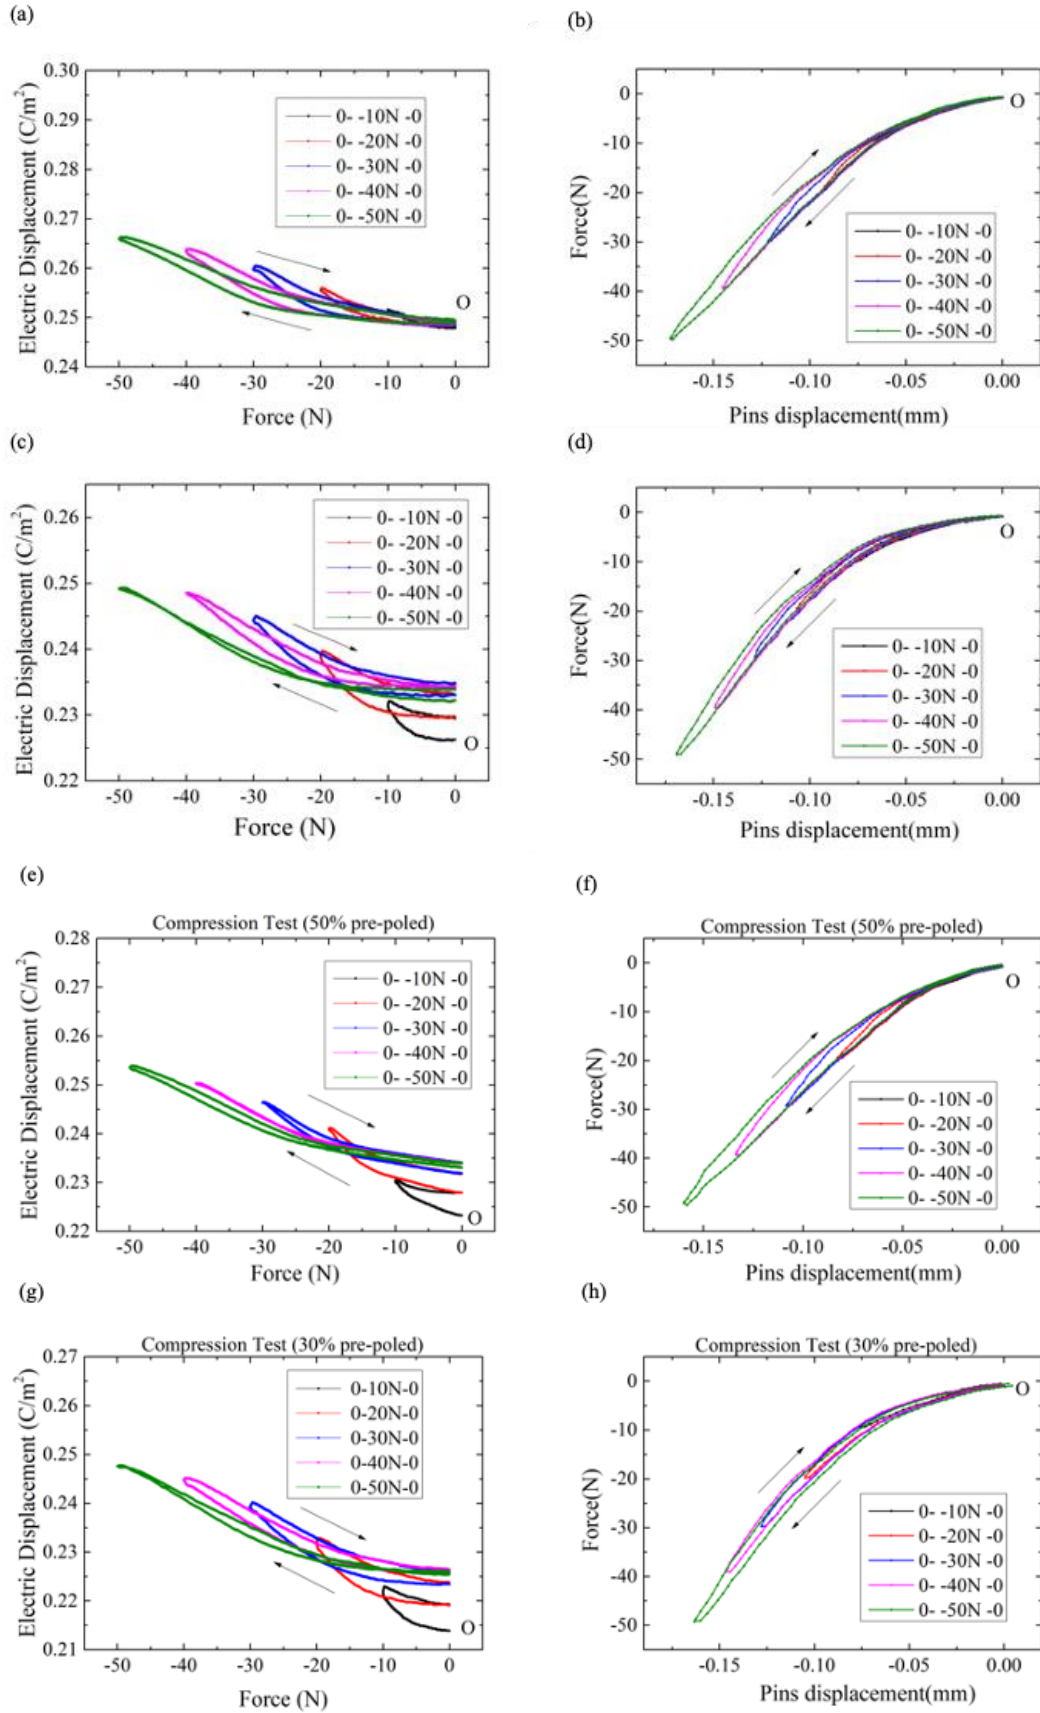 (a)
(b)
0.30
0.29
0.28
0.27
0.26
0.25
0.24
Electric Displacement (C/m²)
0- -10N -0
0- -20N -0
0- -30N -0
0- -40N -0
0- -50N -0
O
-50 -40 -30 -20 -10 0
Force (N)
0
-10
-20
-30
-40
-50
Force(N)
O
0- -10N -0
0- -20N -0
0- -30N -0
0- -40N -0
0- -50N -0
-0.15 -0.10 -0.05 0.00
Pins displacement(mm)
(c)
(d)
0.26
0.25
0.24
0.23
0.22
Electric Displacement (C/m²)
0- -10N -0
0- -20N -0
0- -30N -0
0- -40N -0
0- -50N -0
O
-50 -40 -30 -20 -10 0
Force (N)
0
-10
-20
-30
-40
-50
Force(N)
O
0- -10N -0
0- -20N -0
0- -30N -0
0- -40N -0
0- -50N -0
-0.15 -0.10 -0.05 0.00
Pins displacement(mm)
(e)
(f)
Compression Test (50% pre-poled)
0.28
0.27
0.26
0.25
0.24
0.23
0.22
Electric Displacement (C/m²)
0- -10N -0
0- -20N -0
0- -30N -0
0- -40N -0
0- -50N -0
O
-50 -40 -30 -20 -10 0
Force (N)
Compression Test (50% pre-poled)
0
-10
-20
-30
-40
-50
Force(N)
O
0- -10N -0
0- -20N -0
0- -30N -0
0- -40N -0
0- -50N -0
-0.15 -0.10 -0.05 0.00
Pins displacement(mm)
(g)
(h)
Compression Test (30% pre-poled)
0.27
0.26
0.25
0.24
0.23
0.22
0.21
Electric Displacement (C/m²)
0-10N-0
0-20N-0
0-30N-0
0-40N-0
0-50N-0
O
-50 -40 -30 -20 -10 0
Force (N)
Compression Test (30% pre-poled)
0
-10
-20
-30
-40
-50
Force(N)
O
0- -10N -0
0- -20N -0
0- -30N -0
0- -40N -0
0- -50N -0
-0.15 -0.10 -0.05 0.00
Pins displacement(mm)